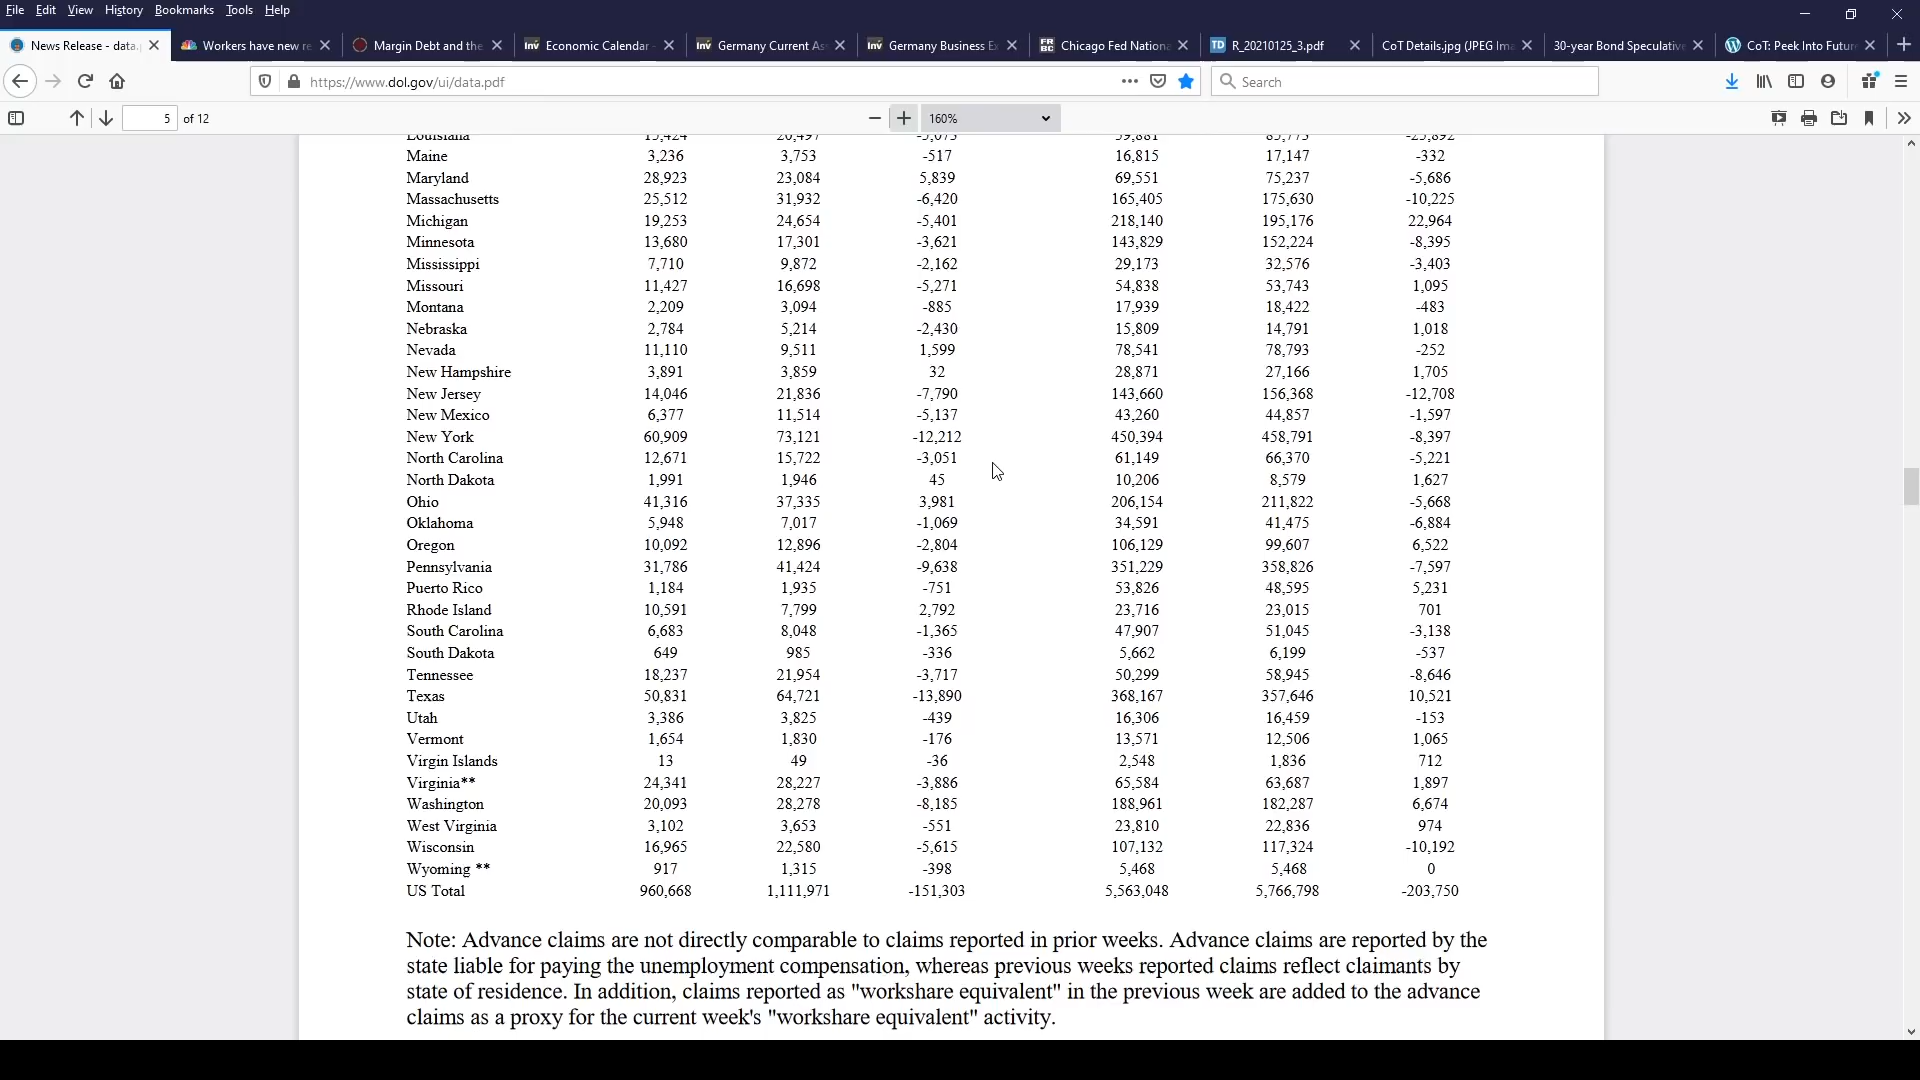 File Edit View History Bookmarks Tools Help
News Release - data. Workers have new re Margin Debt and the Economic Calendar - Germany Current As Germany Business Ex Chicago Fed Nationa R_20210125_3.pdf CoT Details.jpg (JPEG Ima 30-year Bond Speculative CoT: Peek Into Futur
https://www.dol.gov/ui/data.pdf Search
5 of 12 160%
Louisiana 15,424 20,497 -5,073 59,881 85,773 -25,892
Maine 3,236 3,753 -517 16,815 17,147 -332
Maryland 28,923 23,084 5,839 69,551 75,237 -5,686
Massachusetts 25,512 31,932 -6,420 165,405 175,630 -10,225
Michigan 19,253 24,654 -5,401 218,140 195,176 22,964
Minnesota 13,680 17,301 -3,621 143,829 152,224 -8,395
Mississippi 7,710 9,872 -2,162 29,173 32,576 -3,403
Missouri 11,427 16,698 -5,271 54,838 53,743 1,095
Montana 2,209 3,094 -885 17,939 18,422 -483
Nebraska 2,784 5,214 -2,430 15,809 14,791 1,018
Nevada 11,110 9,511 1,599 78,541 78,793 -252
New Hampshire 3,891 3,859 32 28,871 27,166 1,705
New Jersey 14,046 21,836 -7,790 143,660 156,368 -12,708
New Mexico 6,377 11,514 -5,137 43,260 44,857 -1,597
New York 60,909 73,121 -12,212 450,394 458,791 -8,397
North Carolina 12,671 15,722 -3,051 61,149 66,370 -5,221
North Dakota 1,991 1,946 45 10,206 8,579 1,627
Ohio 41,316 37,335 3,981 206,154 211,822 -5,668
Oklahoma 5,948 7,017 -1,069 34,591 41,475 -6,884
Oregon 10,092 12,896 -2,804 106,129 99,607 6,522
Pennsylvania 31,786 41,424 -9,638 351,229 358,826 -7,597
Puerto Rico 1,184 1,935 -751 53,826 48,595 5,231
Rhode Island 10,591 7,799 2,792 23,716 23,015 701
South Carolina 6,683 8,048 -1,365 47,907 51,045 -3,138
South Dakota 649 985 -336 5,662 6,199 -537
Tennessee 18,237 21,954 -3,717 50,299 58,945 -8,646
Texas 50,831 64,721 -13,890 368,167 357,646 10,521
Utah 3,386 3,825 -439 16,306 16,459 -153
Vermont 1,654 1,830 -176 13,571 12,506 1,065
Virgin Islands 13 49 -36 2,548 1,836 712
Virginia** 24,341 28,227 -3,886 65,584 63,687 1,897
Washington 20,093 28,278 -8,185 188,961 182,287 6,674
West Virginia 3,102 3,653 -551 23,810 22,836 974
Wisconsin 16,965 22,580 -5,615 107,132 117,324 -10,192
Wyoming ** 917 1,315 -398 5,468 5,468 0
US Total 960,668 1,111,971 -151,303 5,563,048 5,766,798 -203,750
Note: Advance claims are not directly comparable to claims reported in prior weeks. Advance claims are reported by the
state liable for paying the unemployment compensation, whereas previous weeks reported claims reflect claimants by
state of residence. In addition, claims reported as "workshare equivalent" in the previous week are added to the advance
claims as a proxy for the current week's "workshare equivalent" activity.